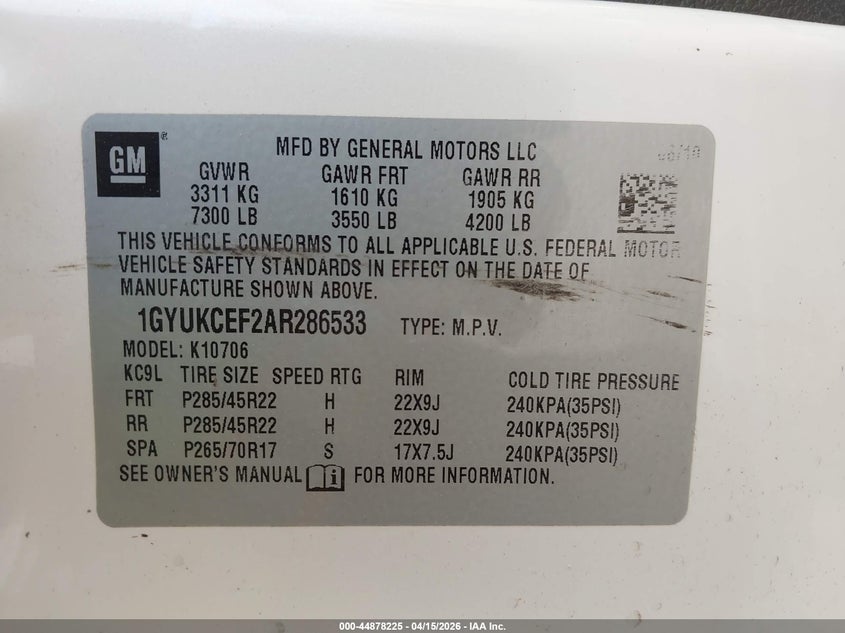 GM
MFD BY GENERAL MOTORS LLC
GVWR GAWR FRT GAWR RR
3311 KG 1610 KG 1905 KG
7300 LB 3550 LB 4200 LB
THIS VEHICLE CONFORMS TO ALL APPLICABLE U.S. FEDERAL MOTOR
VEHICLE SAFETY STANDARDS IN EFFECT ON THE DATE OF
MANUFACTURE SHOWN ABOVE.
1GYUKCEF2AR286533 TYPE: M.P.V.
MODEL: K10706
KC9L TIRE SIZE SPEED RTG RIM COLD TIRE PRESSURE
FRT P285/45R22 H 22X9J 240KPA(35PSI)
RR P285/45R22 H 22X9J 240KPA(35PSI)
SPA P265/70R17 S 17X7.5J 240KPA(35PSI)
SEE OWNER'S MANUAL FOR MORE INFORMATION.
000-44878225 - 04/15/2026 - IAA Inc.